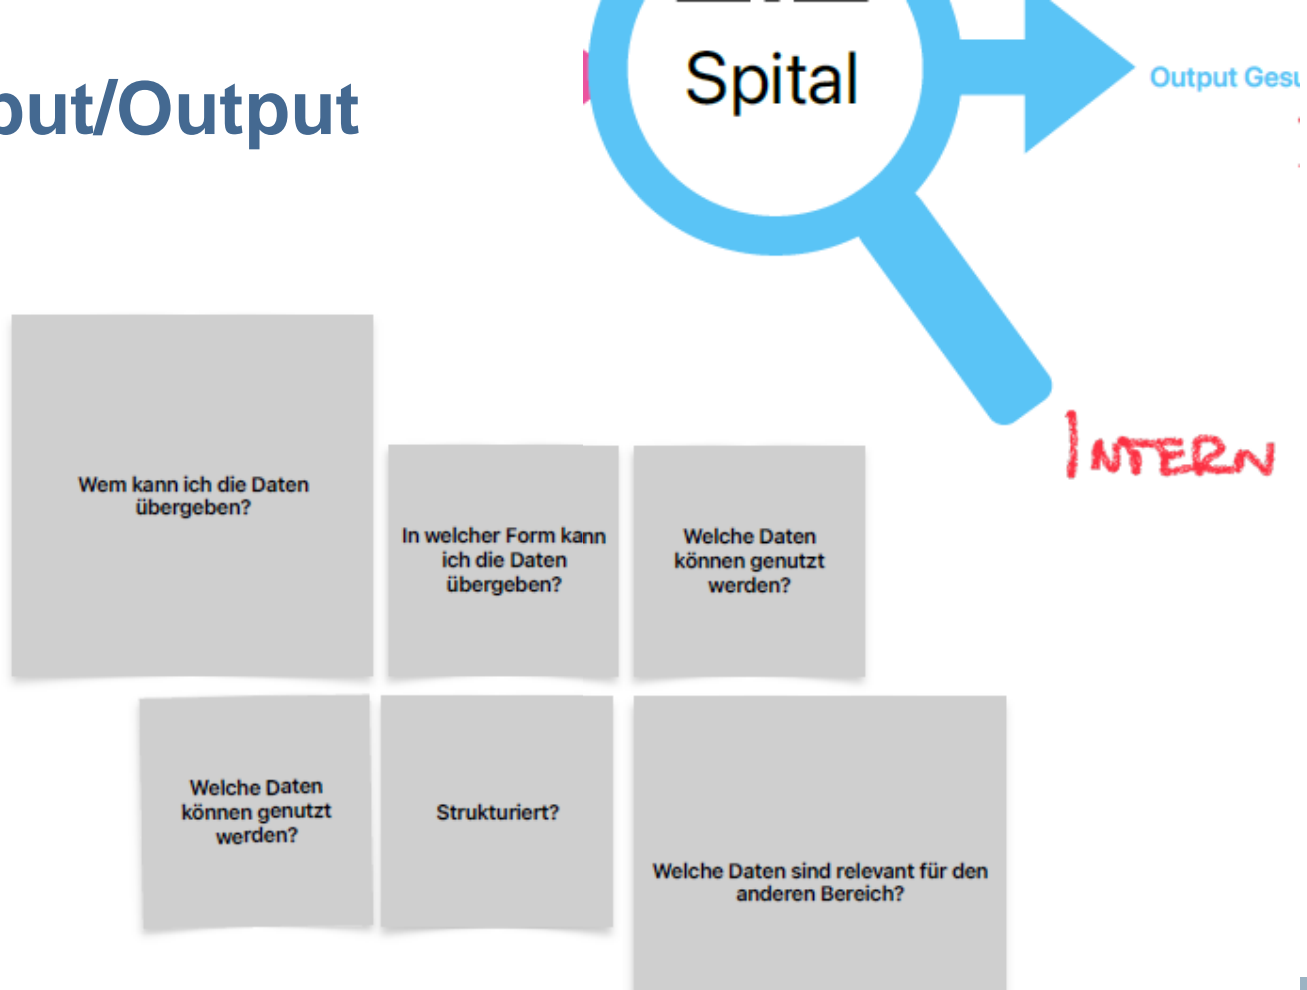 Spital
put/Output
Output Gesu
INTERN
Wem kann ich die Daten
übergeben?
In welcher Form kann
ich die Daten
übergeben?
Welche Daten
können genutzt
werden?
Welche Daten
können genutzt
werden?
Strukturiert?
Welche Daten sind relevant für den
anderen Bereich?